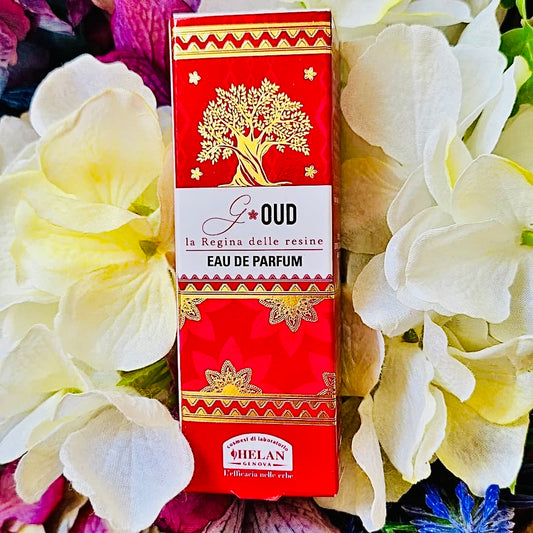 G*OUD
la Regina delle resine
EAU DE PARFUM
cosmesi di laboratorio
HELAN
GENOVA
L'efficacia nelle erbe